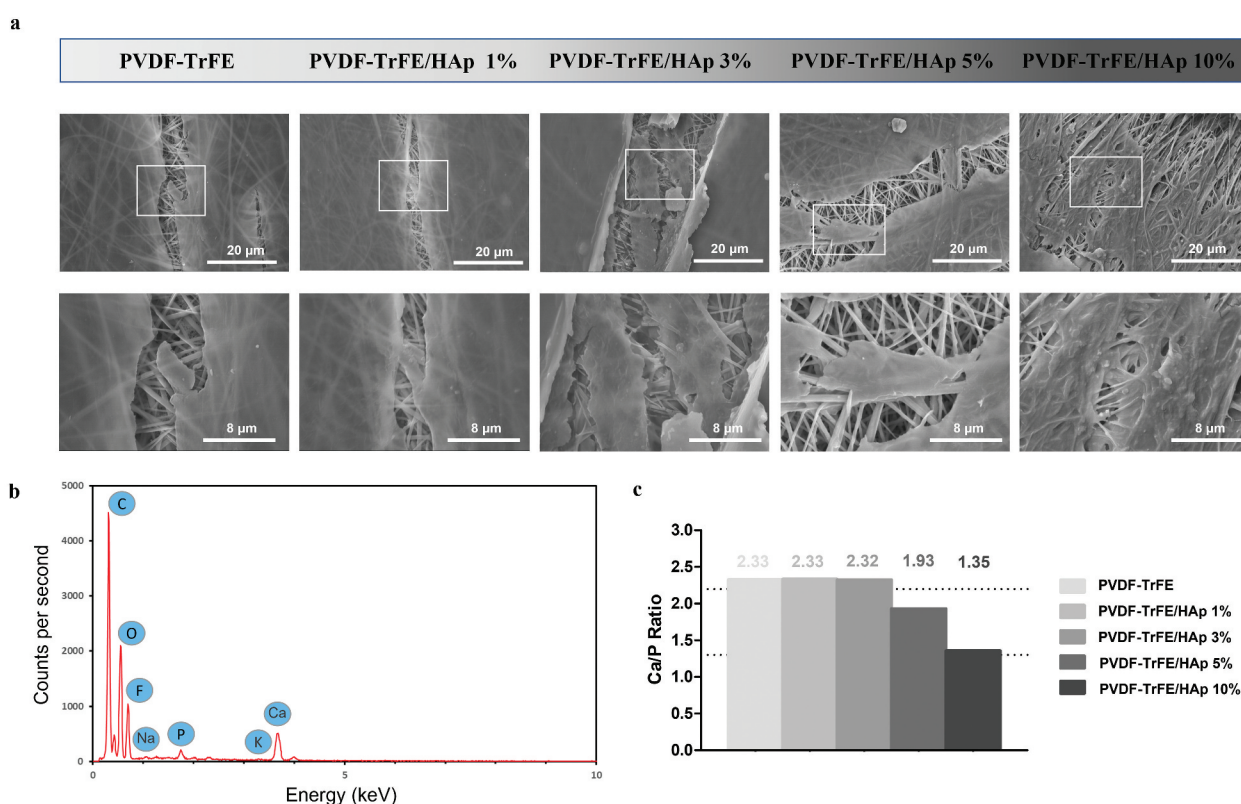 a
PVDF-TrFE PVDF-TrFE/HAp 1% PVDF-TrFE/HAp 3% PVDF-TrFE/HAp 5% PVDF-TrFE/HAp 10%
20 µm 20 µm 20 µm 20 µm 20 µm
8 µm 8 µm 8 µm 8 µm 8 µm
b
5000
4000
3000
2000
1000
0
Counts per second
C
O
F
Na
P
K
Ca
0 5 10
Energy (keV)
c
3.0
2.5
2.0
1.5
1.0
0.5
0.0
Ca/P Ratio
2.33 2.33 2.32 1.93 1.35
PVDF-TrFE
PVDF-TrFE/HAp 1%
PVDF-TrFE/HAp 3%
PVDF-TrFE/HAp 5%
PVDF-TrFE/HAp 10%